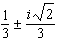 1/3 ± i√2/3